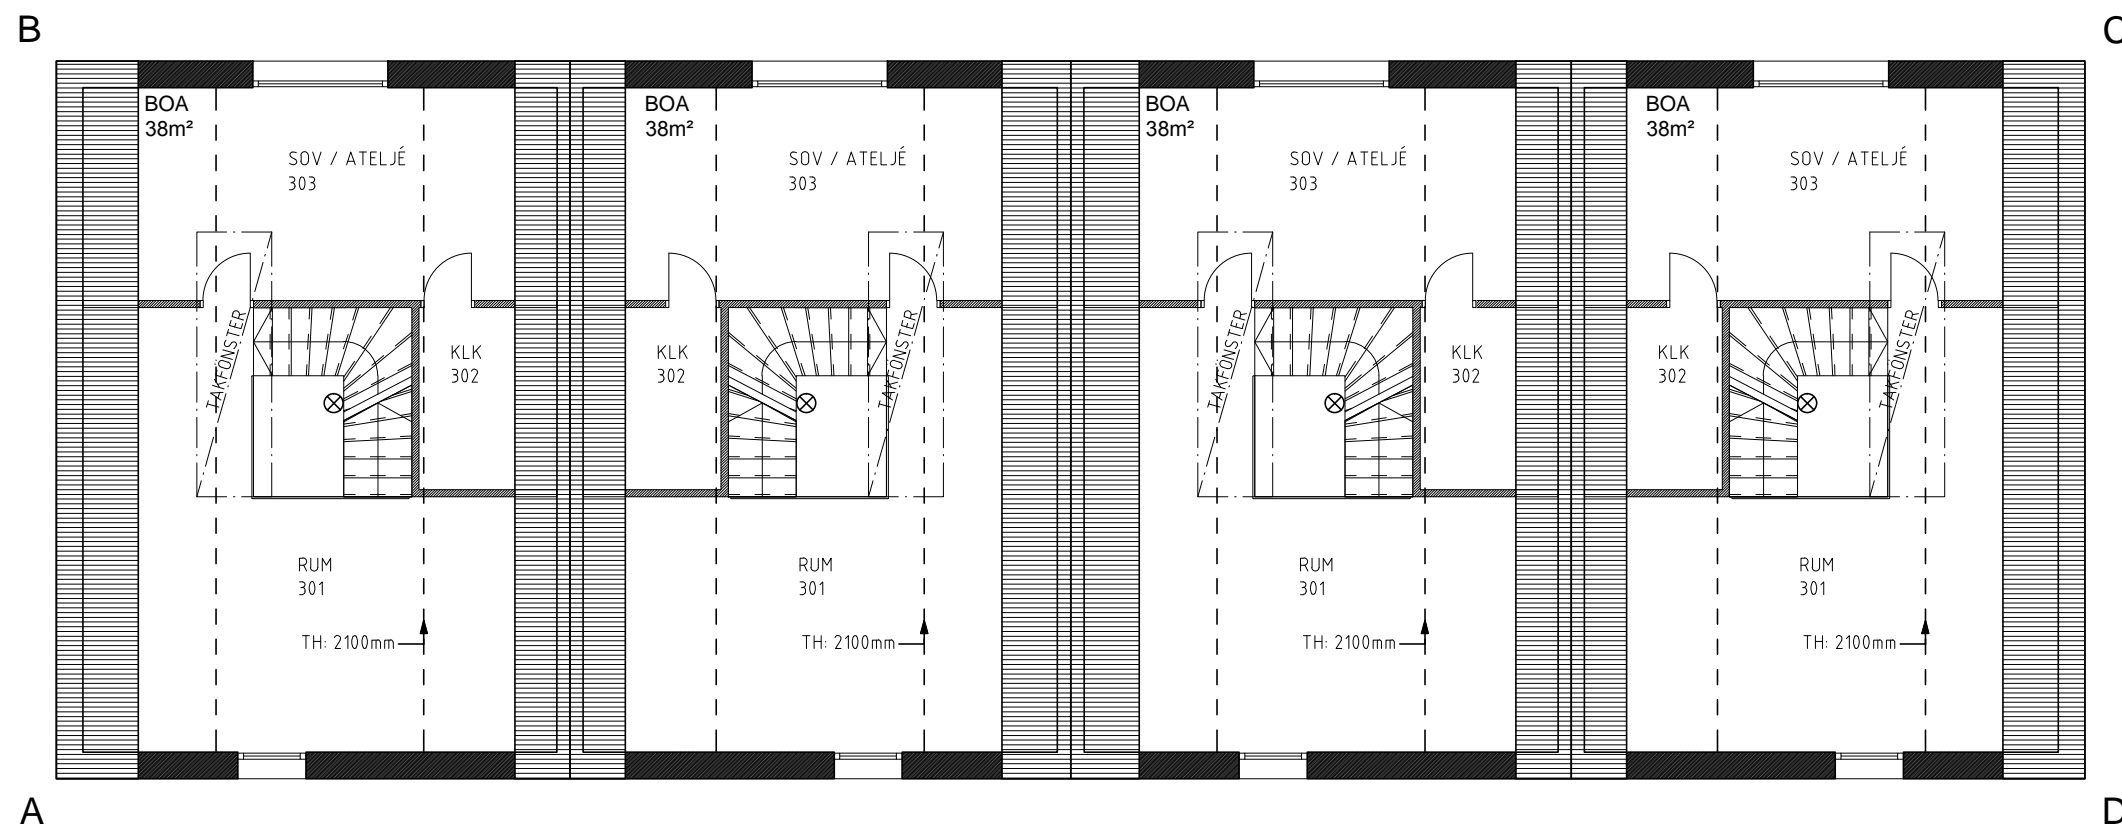 B
C
BOA
38m²
BOA
38m²
BOA
38m²
BOA
38m²
SOV / ATELJÉ
303
SOV / ATELJÉ
303
SOV / ATELJÉ
303
SOV / ATELJÉ
303
TAKFÖNSTER
KLK
302
KLK
302
TAKFÖNSTER
TAKFÖNSTER
KLK
302
KLK
302
TAKFÖNSTER
RUM
301
RUM
301
RUM
301
RUM
301
TH: 2100mm
TH: 2100mm
TH: 2100mm
TH: 2100mm
A
D